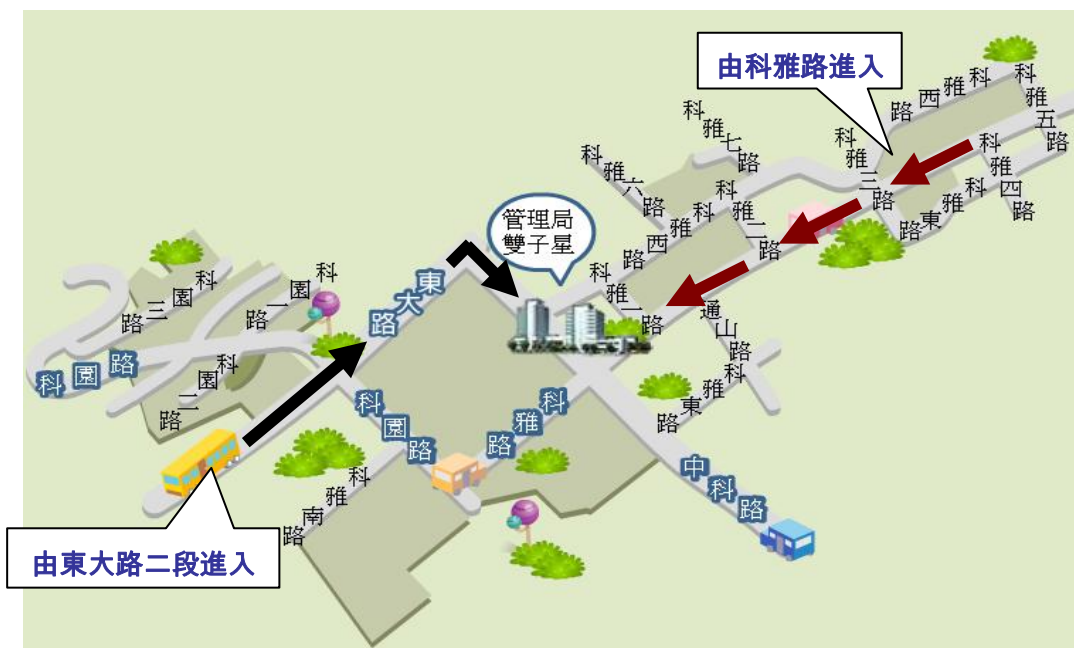 由科雅路進入
科雅西路
科雅五路
科雅三路
科雅四路
科雅東路
科雅七路
科雅六路
科雅西路
科雅二路
科雅一路
管理局
雙子星
通山路
科雅東路
東大路
科園三路
科園一路
科園二路
科園路
科園路
科雅路
科雅南路
中科路
由東大路二段進入